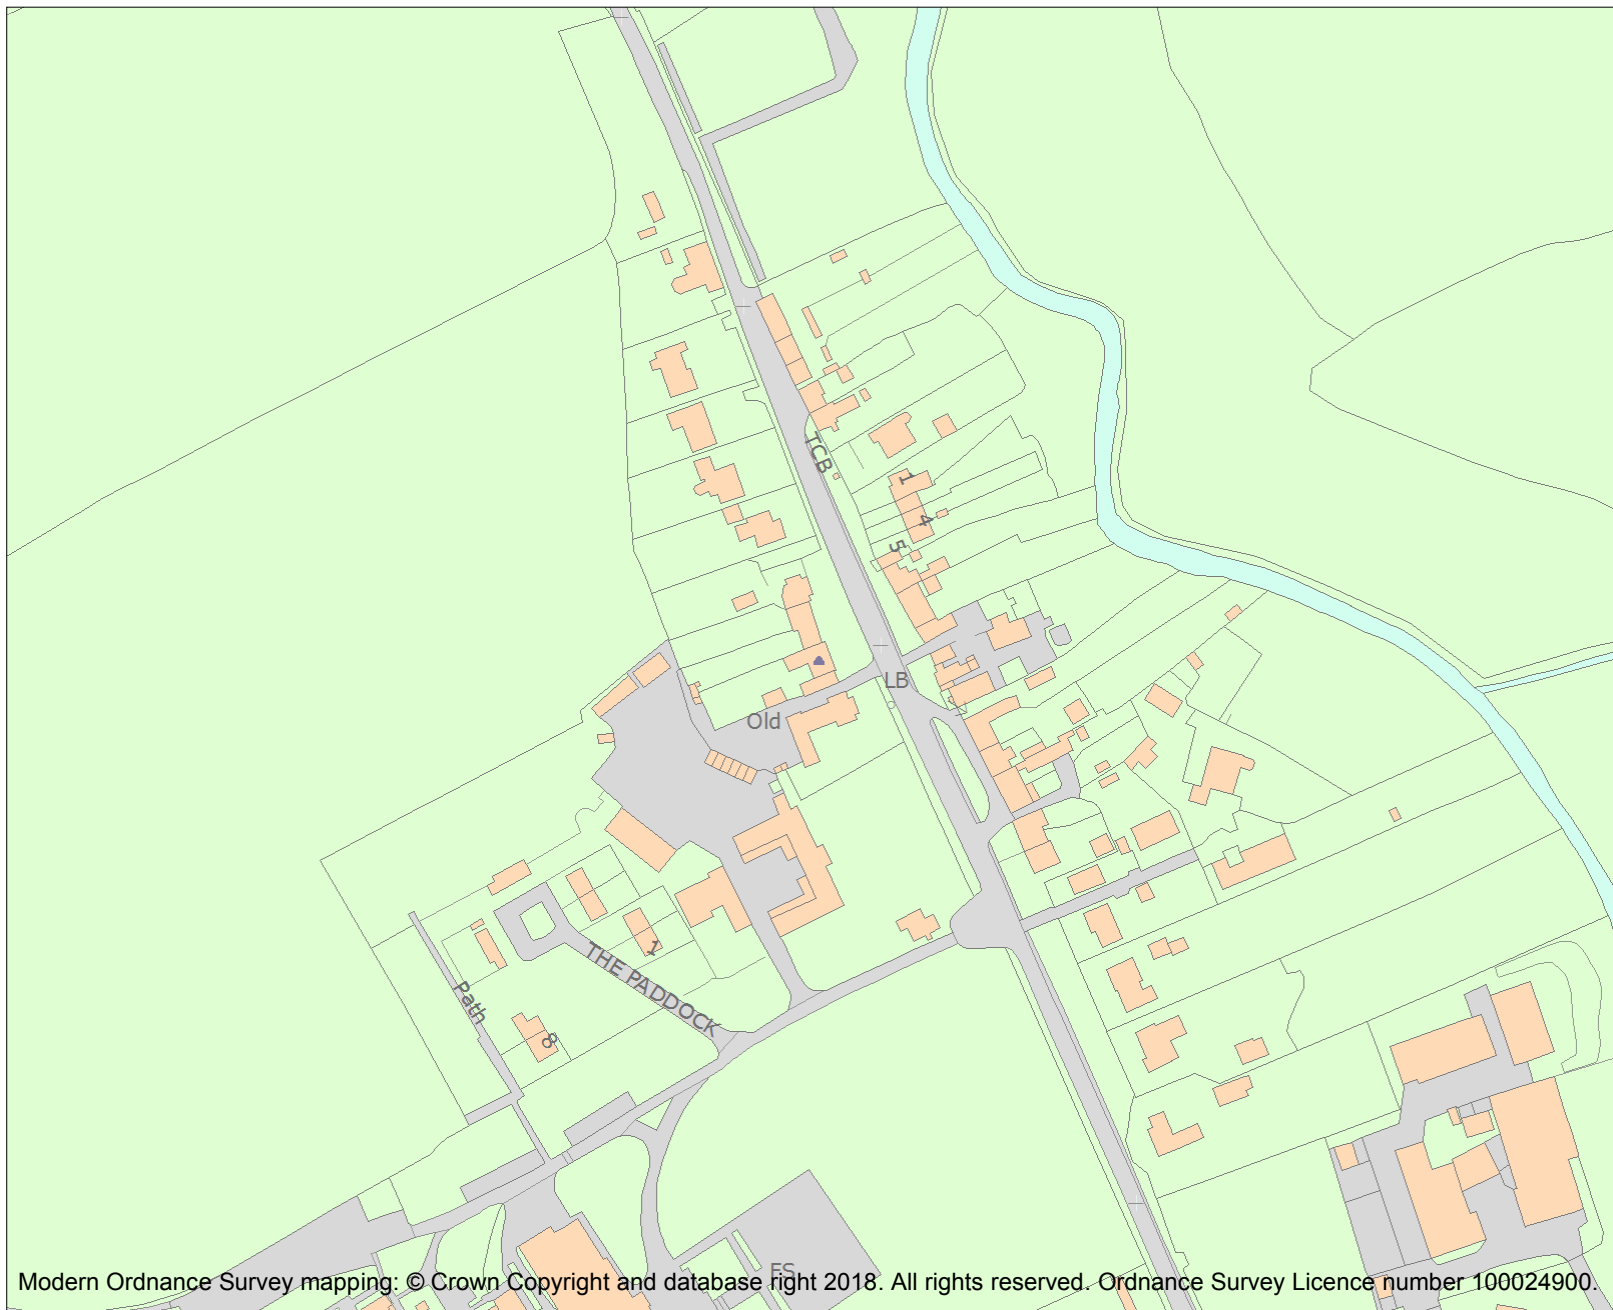 TCB
1
4
5
LB
Old
1
THE PADDOCK
Path
8
FS
Modern Ordnance Survey mapping: © Crown Copyright and database right 2018. All rights reserved. Ordnance Survey Licence number 100024900.